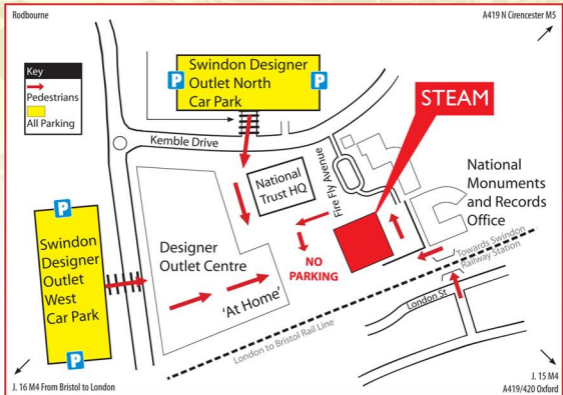 Rodbourne
A419 N Cirencester M5
Key
Pedestrians
All Parking
P
Swindon Designer
Outlet North
Car Park
P
STEAM
Kemble Drive
National
Trust HQ
Fire Fly Avenue
National
Monuments
and Records
Office
P
Swindon
Designer
Outlet
West
Car Park
P
Designer
Outlet Centre
'At Home'
NO
PARKING
Towards Swindon
Railway Station
London St
London to Bristol Rail Line
J. 16 M4 From Bristol to London
J. 15 M4
A419/420 Oxford